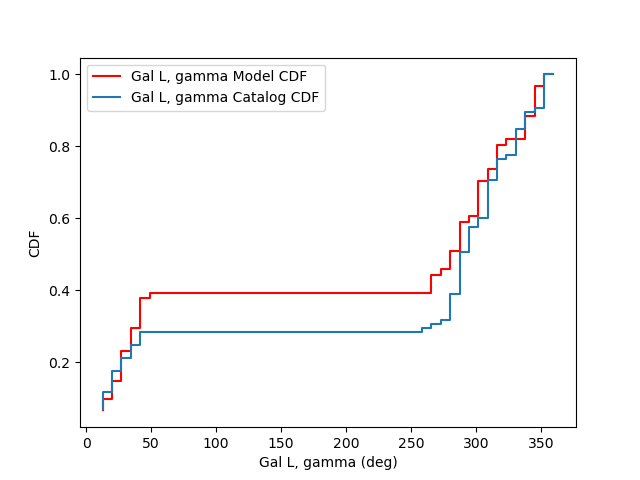 Gal L, gamma Model CDF
Gal L, gamma Catalog CDF
CDF
1.0
0.8
0.6
0.4
0.2
0 50 100 150 200 250 300 350
Gal L, gamma (deg)